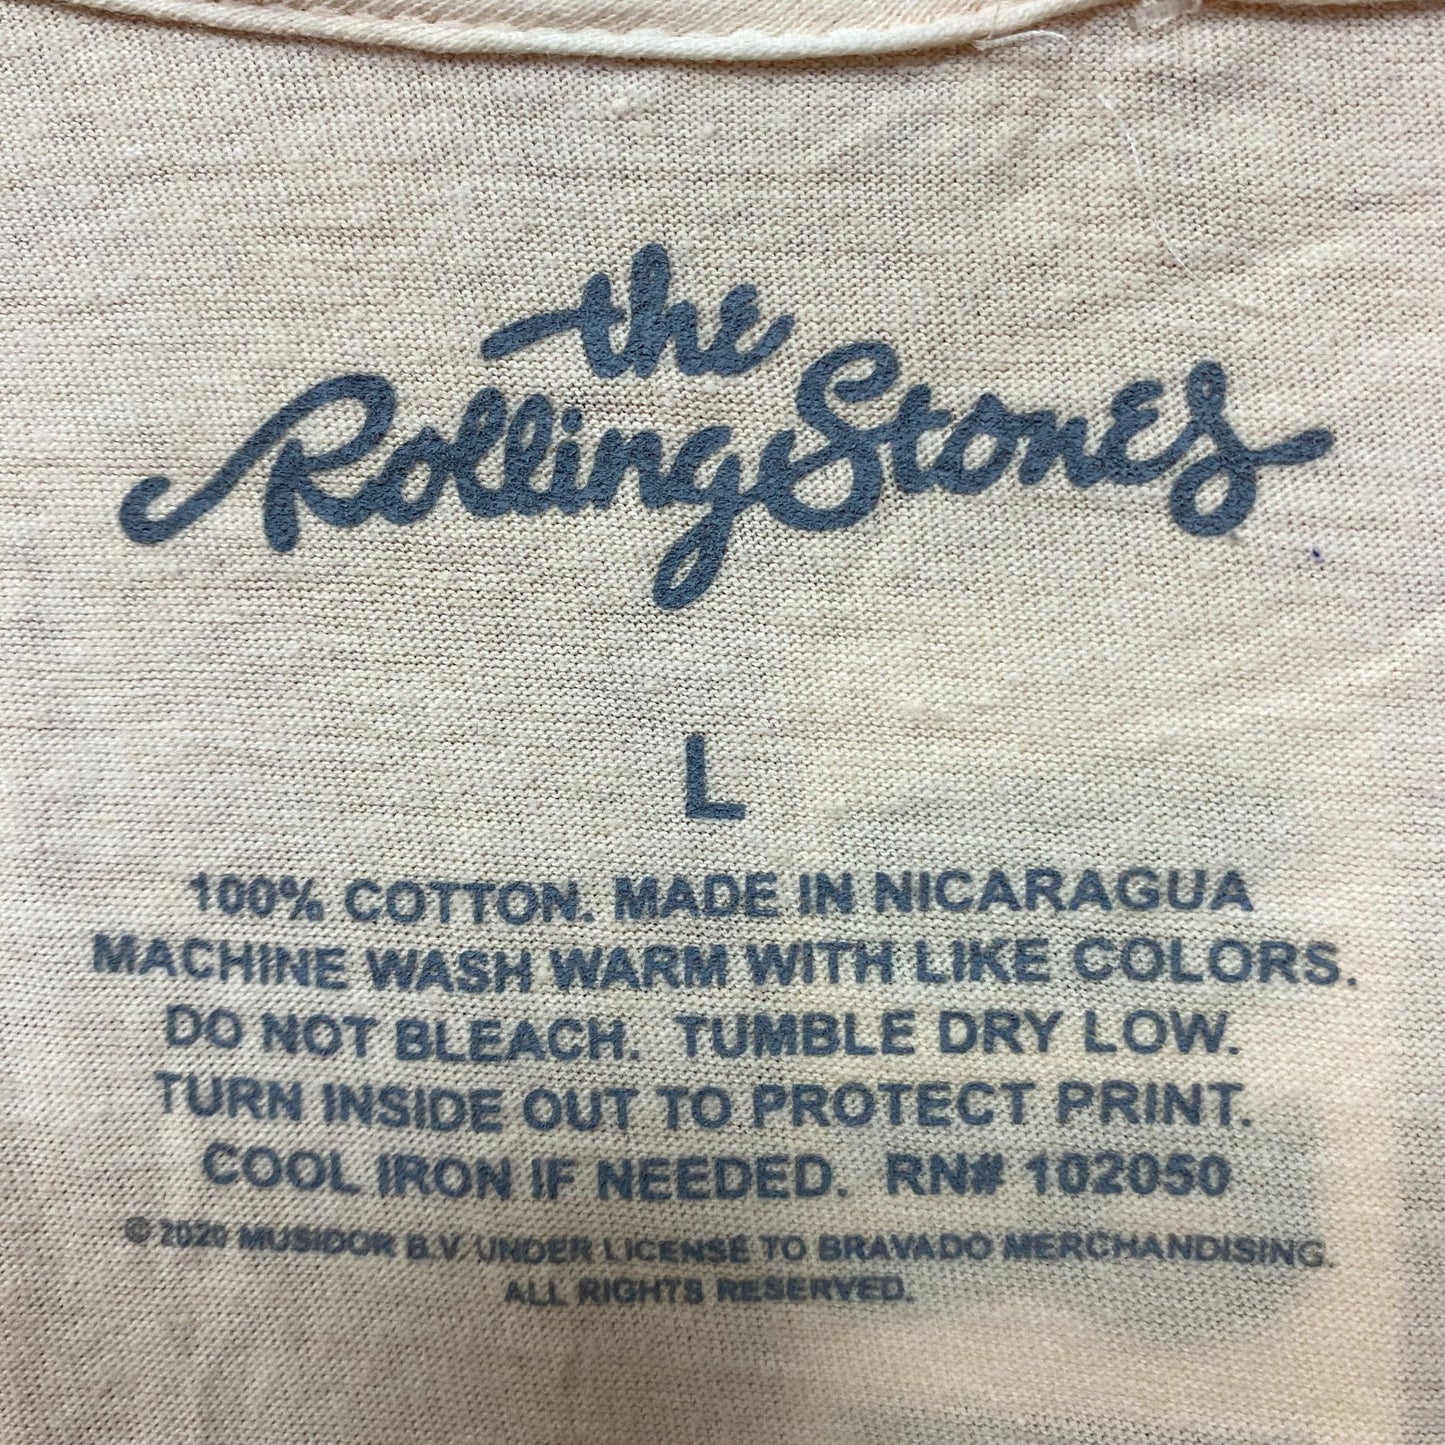 the
Rolling Stones
L
100% COTTON. MADE IN NICARAGUA
MACHINE WASH WARM WITH LIKE COLORS.
DO NOT BLEACH. TUMBLE DRY LOW.
TURN INSIDE OUT TO PROTECT PRINT.
COOL IRON IF NEEDED. RN# 102050
© 2020 MUSIDOR B.V. UNDER LICENSE TO BRAVADO MERCHANDISING.
ALL RIGHTS RESERVED.